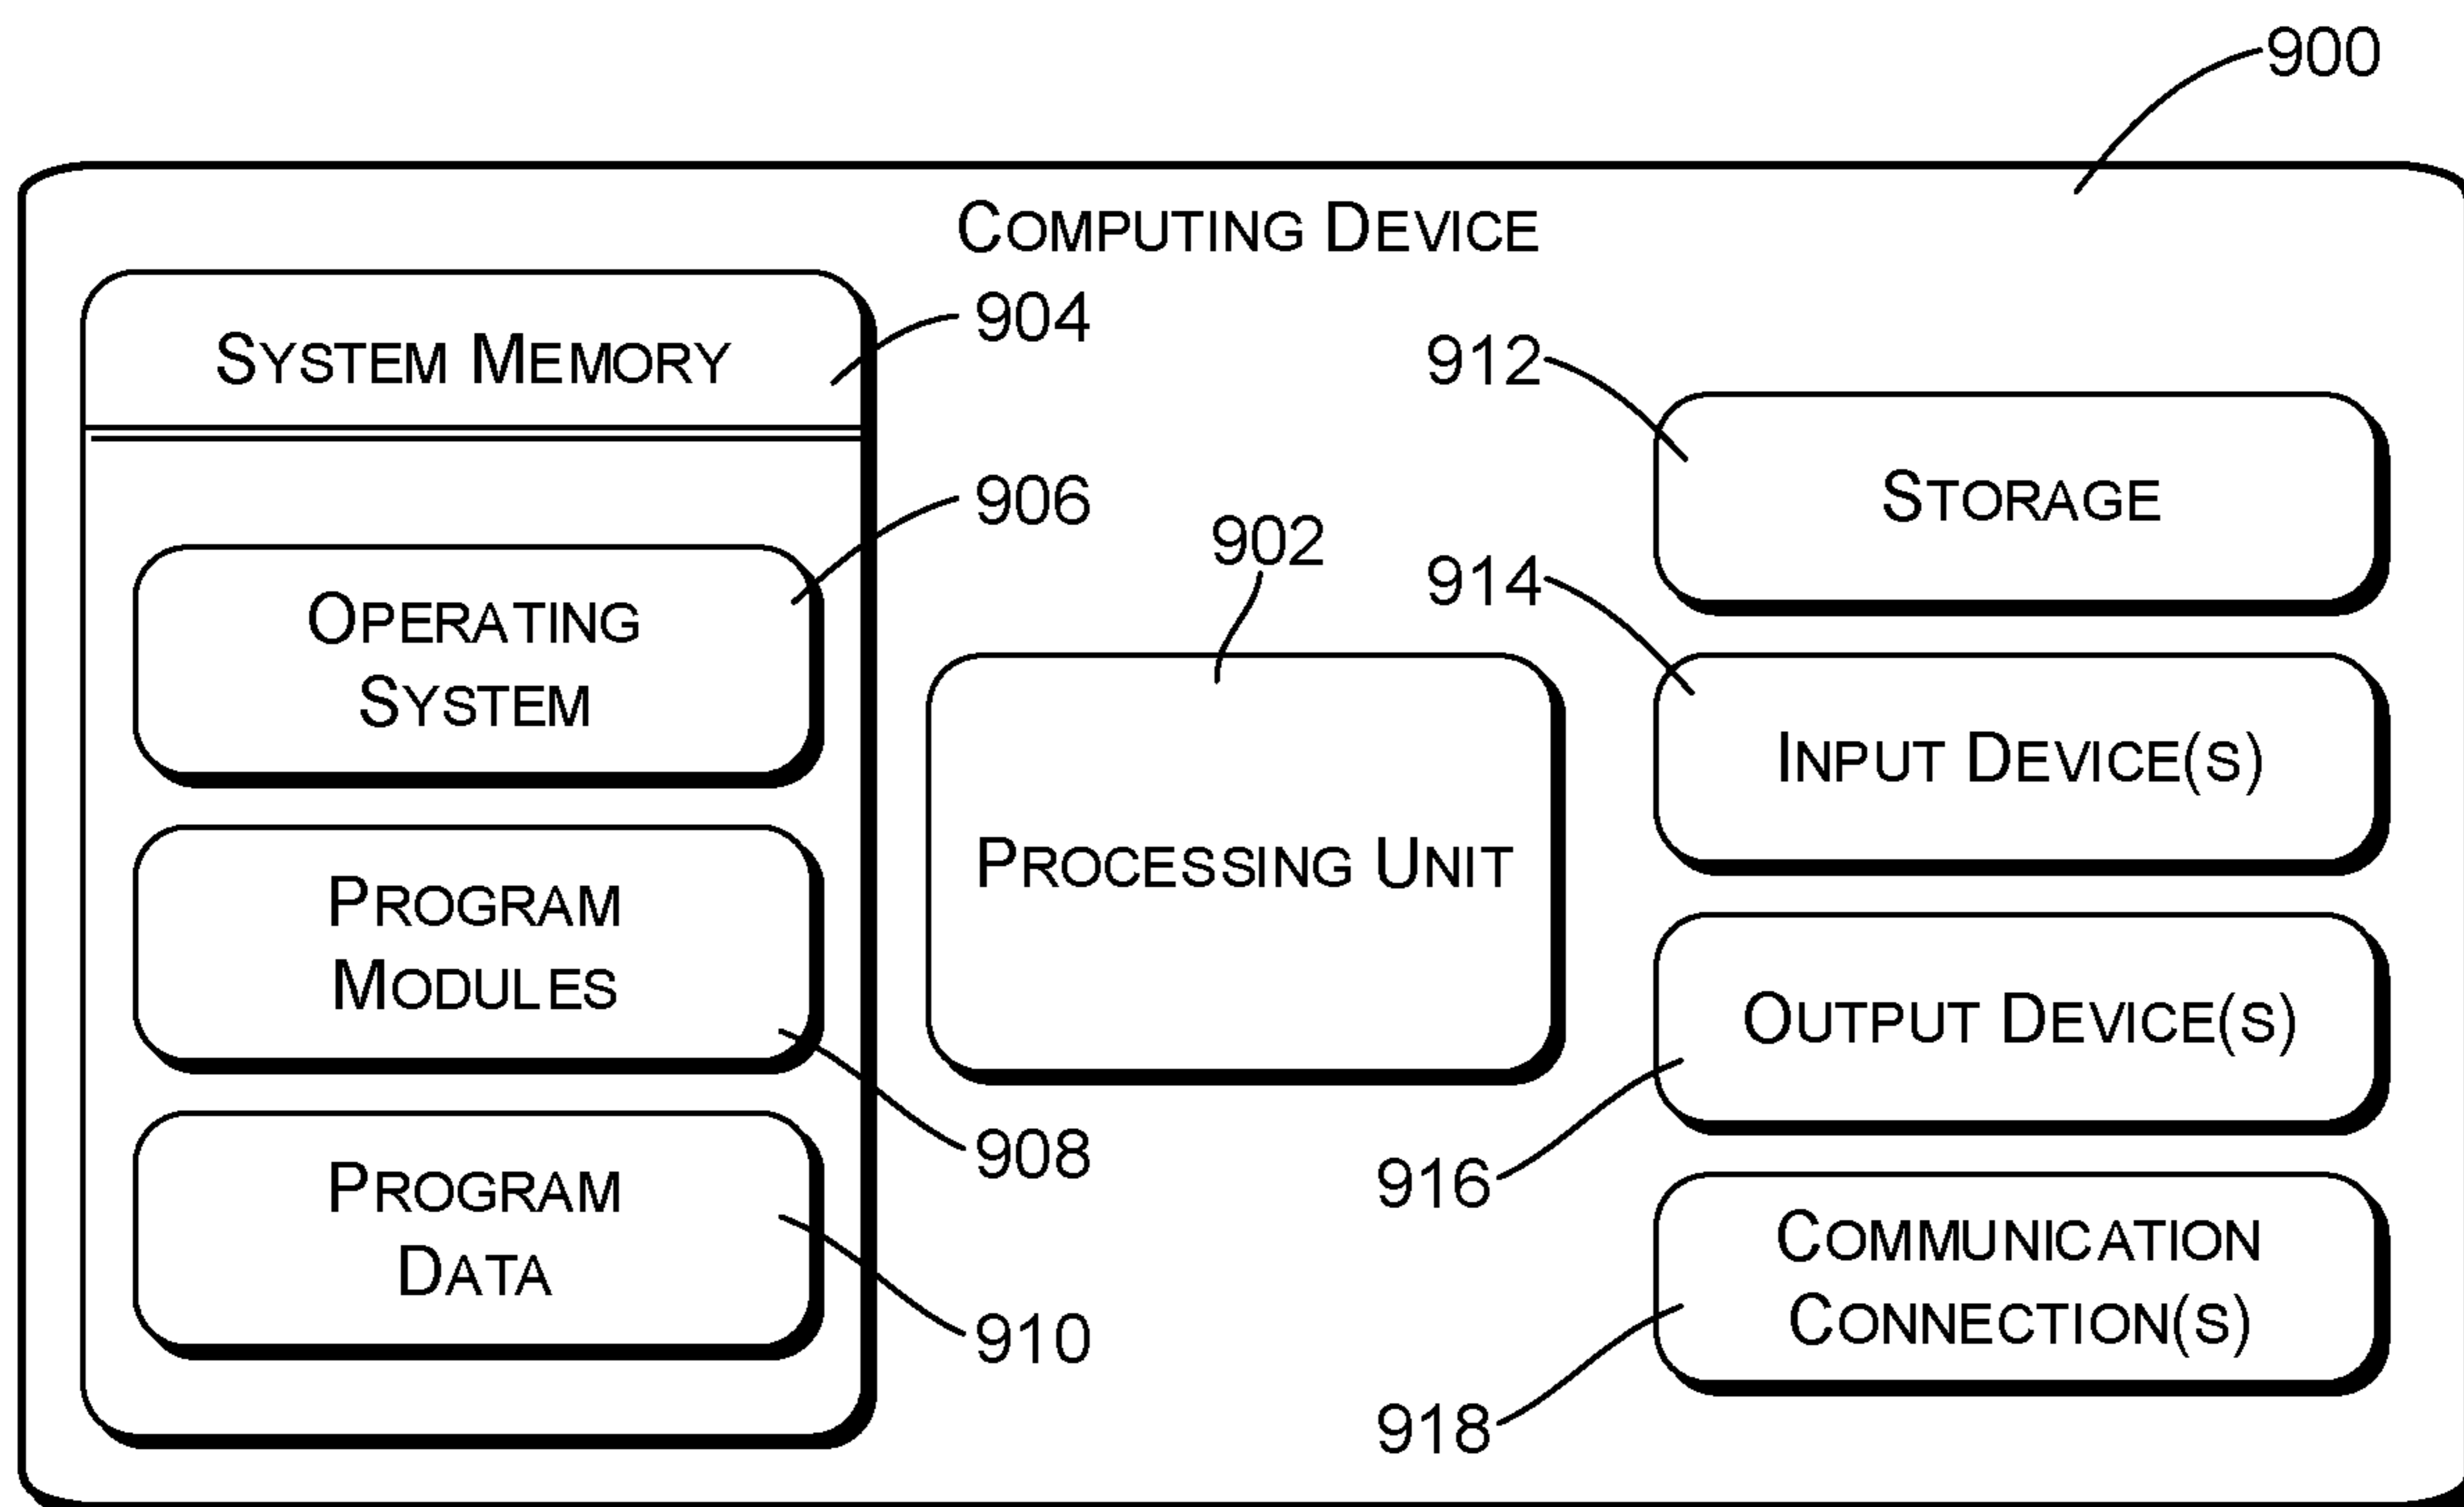 900
COMPUTING DEVICE
SYSTEM MEMORY
904
906
OPERATING
SYSTEM
PROGRAM
MODULES
908
PROGRAM
DATA
910
902
PROCESSING UNIT
912
STORAGE
914
INPUT DEVICE(S)
OUTPUT DEVICE(S)
916
COMMUNICATION
CONNECTION(S)
918